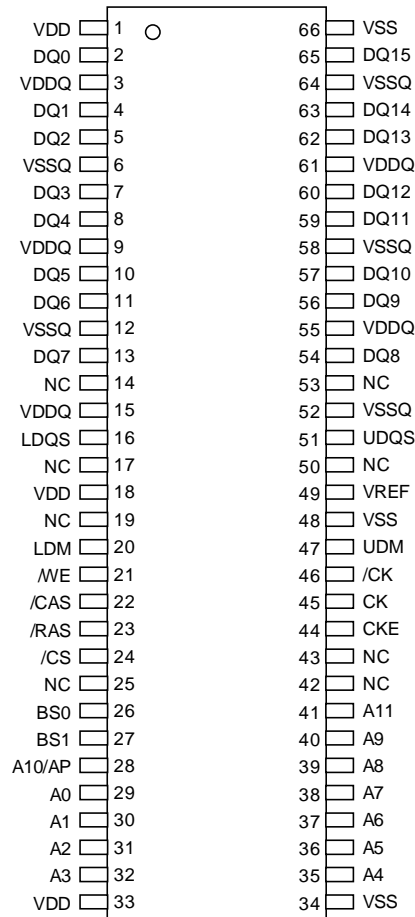 VDD 1 66 VSS
DQ0 2 65 DQ15
VDDQ 3 64 VSSQ
DQ1 4 63 DQ14
DQ2 5 62 DQ13
VSSQ 6 61 VDDQ
DQ3 7 60 DQ12
DQ4 8 59 DQ11
VDDQ 9 58 VSSQ
DQ5 10 57 DQ10
DQ6 11 56 DQ9
VSSQ 12 55 VDDQ
DQ7 13 54 DQ8
NC 14 53 NC
VDDQ 15 52 VSSQ
LDQS 16 51 UDQS
NC 17 50 NC
VDD 18 49 VREF
NC 19 48 VSS
LDM 20 47 UDM
/WE 21 46 /CK
/CAS 22 45 CK
/RAS 23 44 CKE
/CS 24 43 NC
NC 25 42 NC
BS0 26 41 A11
BS1 27 40 A9
A10/AP 28 39 A8
A0 29 38 A7
A1 30 37 A6
A2 31 36 A5
A3 32 35 A4
VDD 33 34 VSS